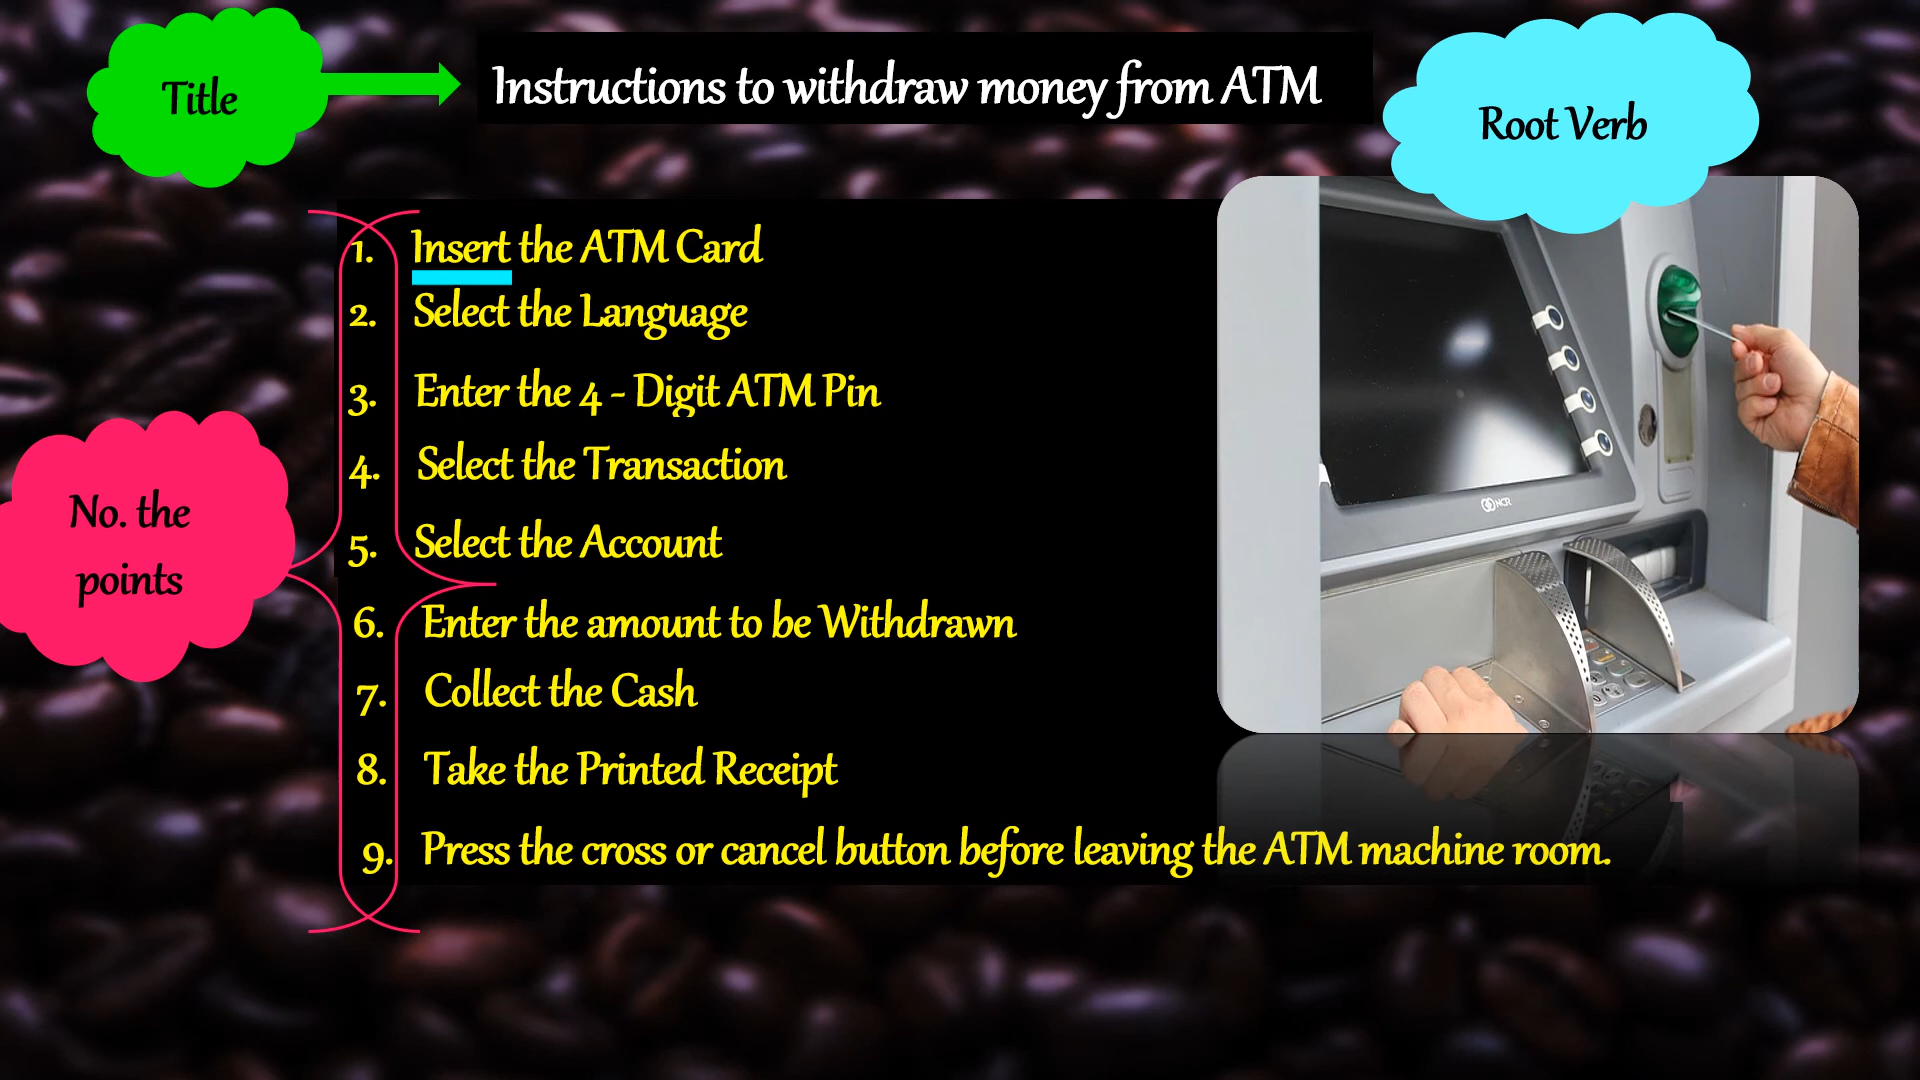 Title
Instructions to withdraw money from ATM
Root Verb
1. Insert the ATM Card
2. Select the Language
3. Enter the 4 - Digit ATM Pin
4. Select the Transaction
5. Select the Account
No. the
points
6. Enter the amount to be Withdrawn
7. Collect the Cash
8. Take the Printed Receipt
9. Press the cross or cancel button before leaving the ATM machine room.
NCR